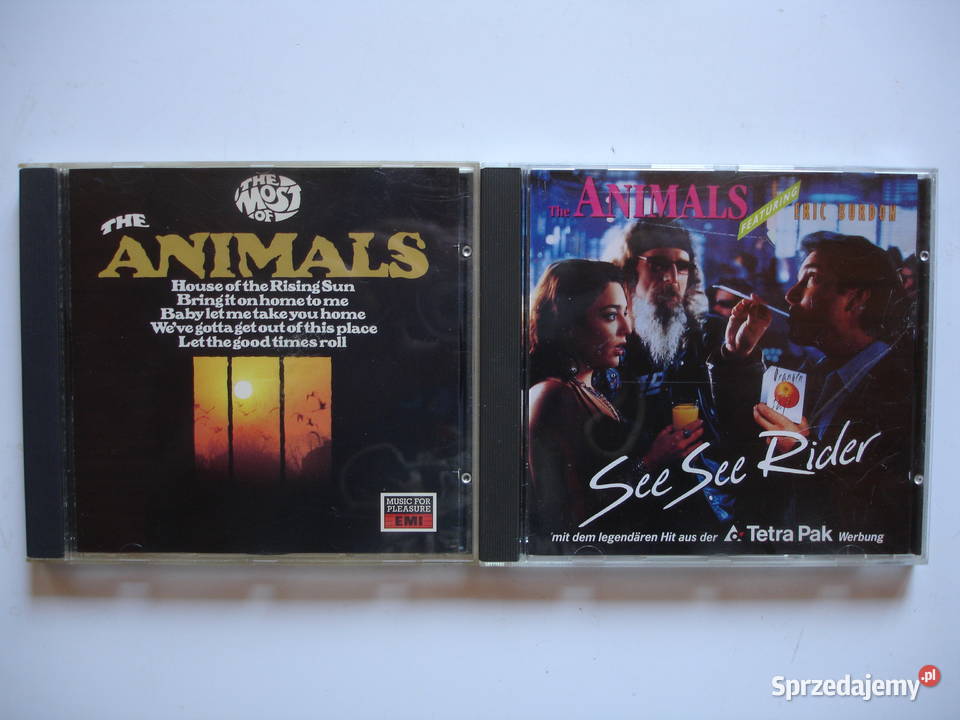 THE MOST OF
THE
ANIMALS
House of the Rising Sun
Bring it on home to me
Baby let me take you home
We've gotta get out of this place
Let the good times roll
MUSIC FOR
PLEASURE
EMI
The ANIMALS
FEATURING
ERIC BURDON
Orangen
Saft
See See Rider
mit dem legendären Hit aus der Tetra Pak Werbung
Sprzedajemy.pl